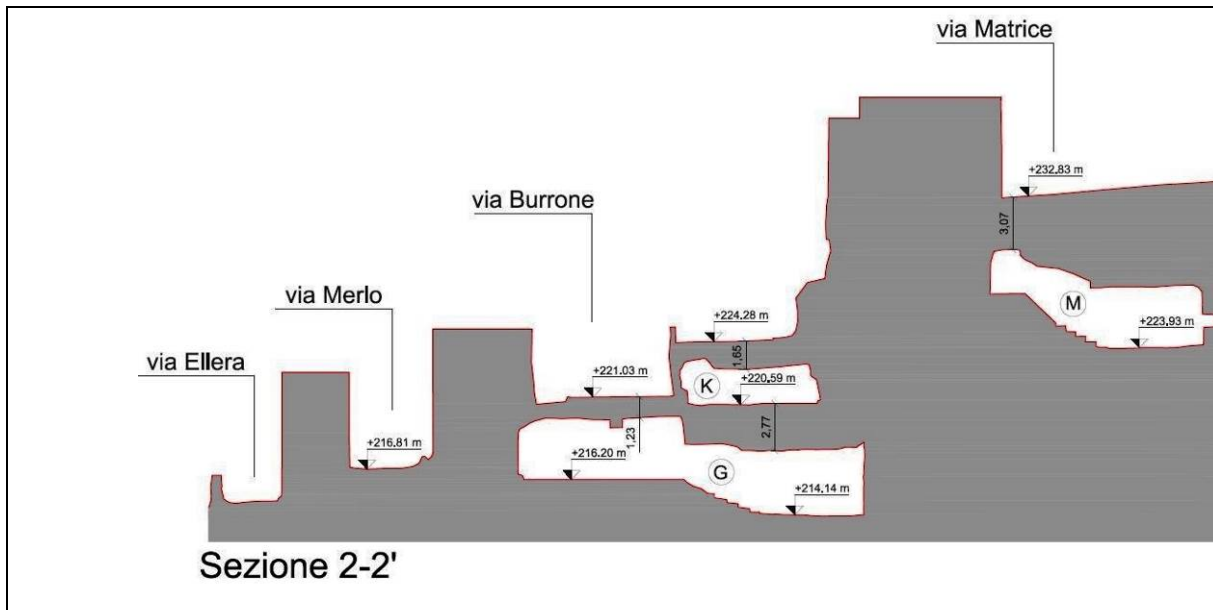 via Matrice
+232.83 m
3,07
via Burrone
via Merlo
M
+224.28 m
+223.93 m
via Ellera
1,65
+221.03 m
K
+220.59 m
+216.81 m
1,23
2,77
+216.20 m
G
+214.14 m
Sezione 2-2'